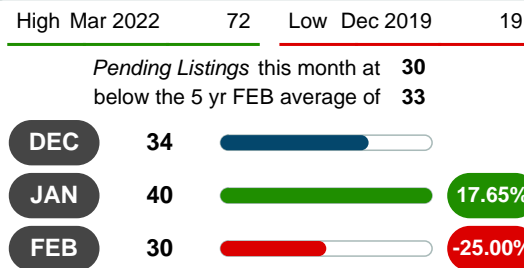 High Mar 2022 72 Low Dec 2019 19
Pending Listings this month at 30
below the 5 yr FEB average of 33
DEC 34
JAN 40 17.65%
FEB 30 -25.00%